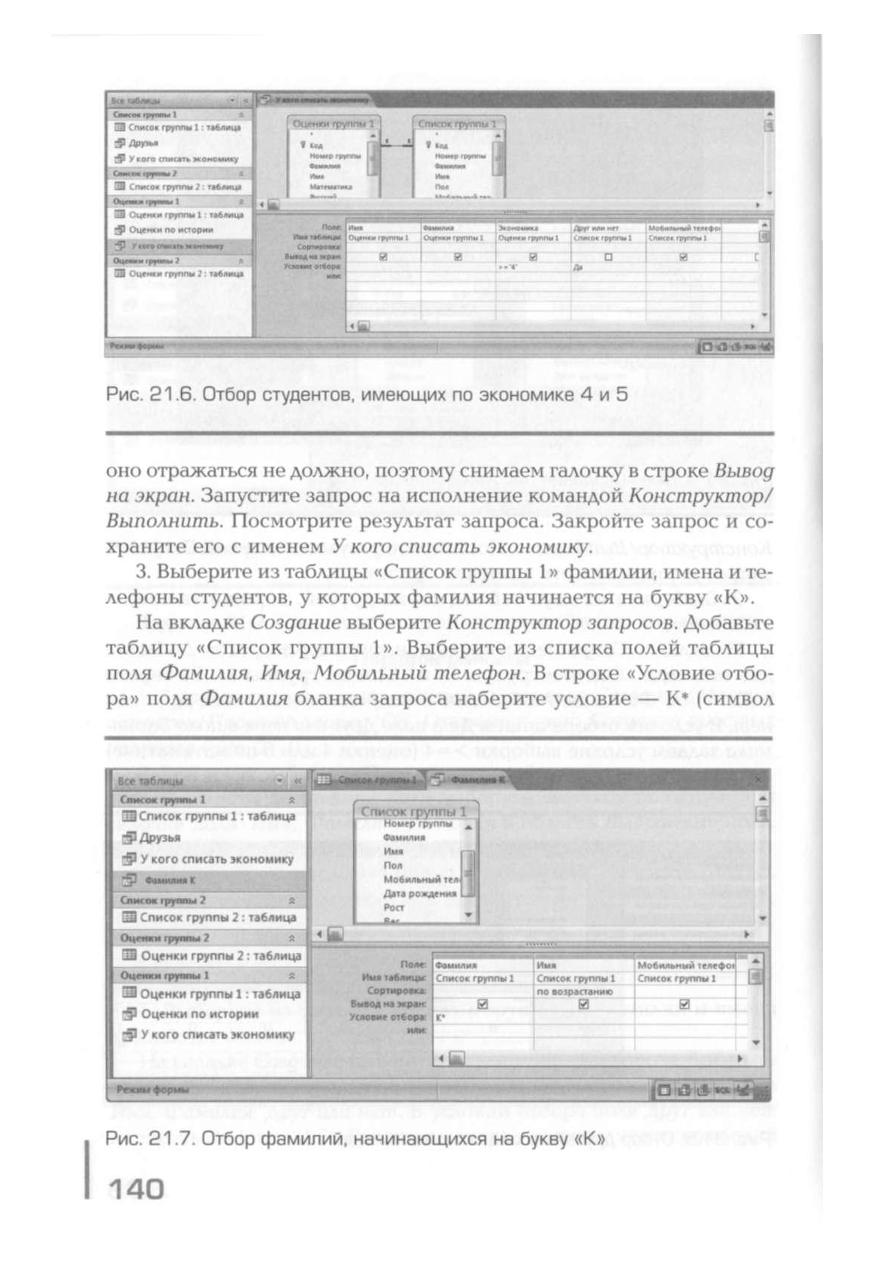 Все таблицы
У кого списать экономику
Список группы 1
Список группы 1 : таблица
Друзья
У кого списать экономику
Список группы 2
Список группы 2 : таблица
Оценки группы 1
Оценки группы 1 : таблица
Оценки по истории
У кого списать экономику
Оценки группы 2
Оценки группы 2 : таблица
Оценки группы 1
*
Код
Номер группы
Фамилия
Имя
Математика
Русский
Список группы 1
*
Код
Номер группы
Фамилия
Имя
Пол
Мобильный тел
Поле: Имя Фамилия Экономика Друг или нет Мобильный телефон
Имя таблицы: Оценки группы 1 Оценки группы 1 Оценки группы 1 Список группы 1 Список группы 1
Сортировка:
Вывод на экран:
Условие отбора: >="4" Да
или:
Режим формы
SQL
Рис. 21.6. Отбор студентов, имеющих по экономике 4 и 5
оно отражаться не должно, поэтому снимаем галочку в строке Вывод
на экран. Запустите запрос на исполнение командой Конструктор/
Выполнить. Посмотрите результат запроса. Закройте запрос и со-
храните его с именем У кого списать экономику.
3. Выберите из таблицы «Список группы 1» фамилии, имена и те-
лефоны студентов, у которых фамилия начинается на букву «К».
На вкладке Создание выберите Конструктор запросов. Добавьте
таблицу «Список группы 1». Выберите из списка полей таблицы
поля Фамилия, Имя, Мобильный телефон. В строке «Условие отбо-
ра» поля Фамилия бланка запроса наберите условие — К* (символ
Все таблицы
Список группы 1
Фамилия К
Список группы 1
Список группы 1 : таблица
Друзья
У кого списать экономику
Фамилия К
Список группы 2
Список группы 2 : таблица
Оценки группы 2
Оценки группы 2 : таблица
Оценки группы 1
Оценки группы 1 : таблица
Оценки по истории
У кого списать экономику
Список группы 1
Номер группы
Фамилия
Имя
Пол
Мобильный тел
Дата рождения
Рост
Вес
Поле: Фамилия Имя Мобильный телефон
Имя таблицы: Список группы 1 Список группы 1 Список группы 1
Сортировка: по возрастанию
Вывод на экран:
Условие отбора: К*
или:
Режим формы
SQL
Рис. 21.7. Отбор фамилий, начинающихся на букву «К»
140